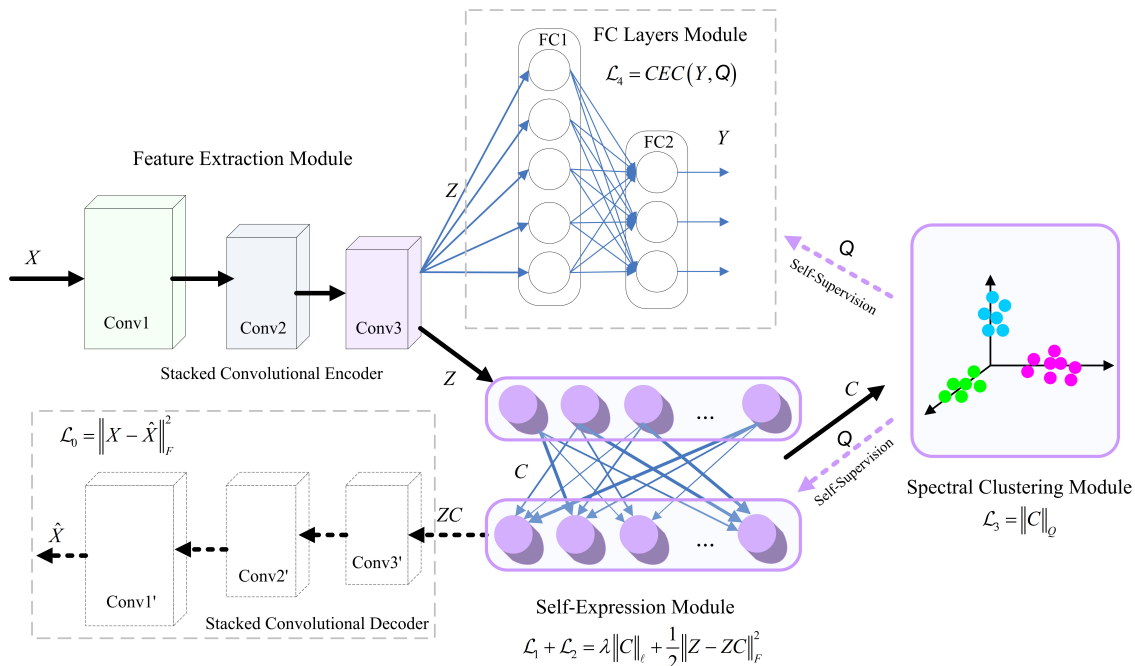 FC1
FC Layers Module
ℒ₄ = CEC(Y, Q)
FC2
Y
Feature Extraction Module
Z
X
Conv1
Conv2
Conv3
Stacked Convolutional Encoder
Z
Q
Self-Supervision
C
Q
Self-Supervision
Spectral Clustering Module
ℒ₃ = ‖C‖_Q
...
C
...
ZC
ℒ₀ = ‖X − X̂‖²_F
X̂
Conv1'
Conv2'
Conv3'
Stacked Convolutional Decoder
Self-Expression Module
ℒ₁ + ℒ₂ = λ‖C‖_ℓ + 1/2‖Z − ZC‖²_F